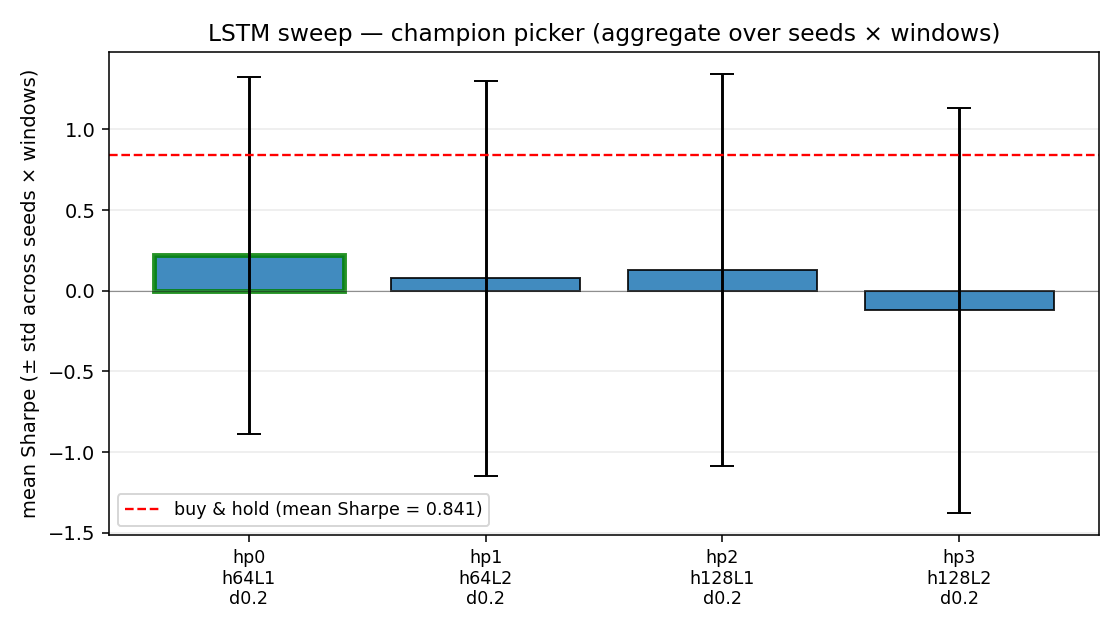 LSTM sweep — champion picker (aggregate over seeds × windows)
mean Sharpe (± std across seeds × windows)
1.0
0.5
0.0
−0.5
−1.0
−1.5
buy & hold (mean Sharpe = 0.841)
hp0
h64L1
d0.2
hp1
h64L2
d0.2
hp2
h128L1
d0.2
hp3
h128L2
d0.2